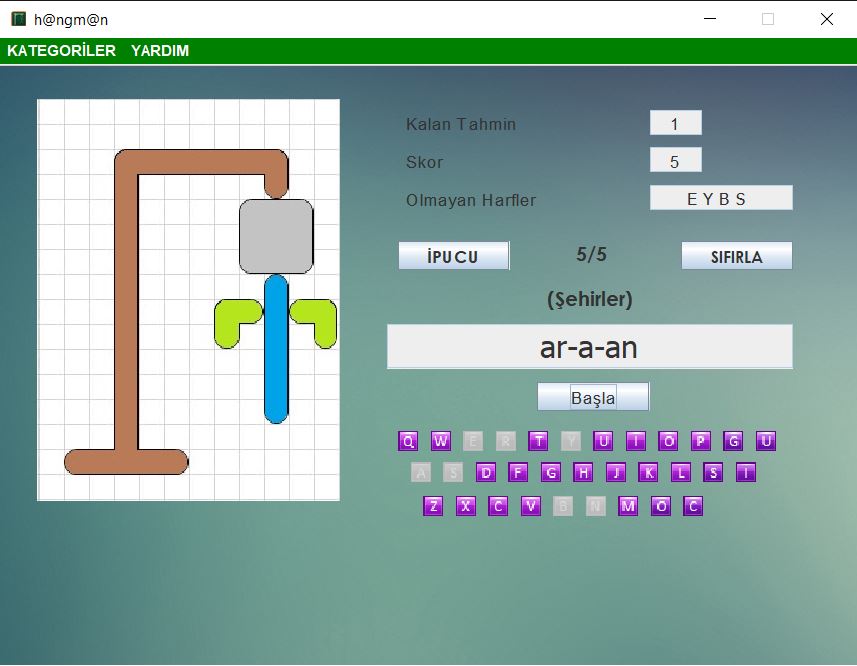 h@ngm@n
KATEGORİLER YARDIM
Kalan Tahmin 1
Skor 5
Olmayan Harfler E Y B S
İPUCU 5/5 SIFIRLA
(Şehirler)
ar-a-an
Başla
Q W E R T Y U I O P Ğ Ü
A S D F G H J K L Ş İ
Z X C V B N M Ö Ç